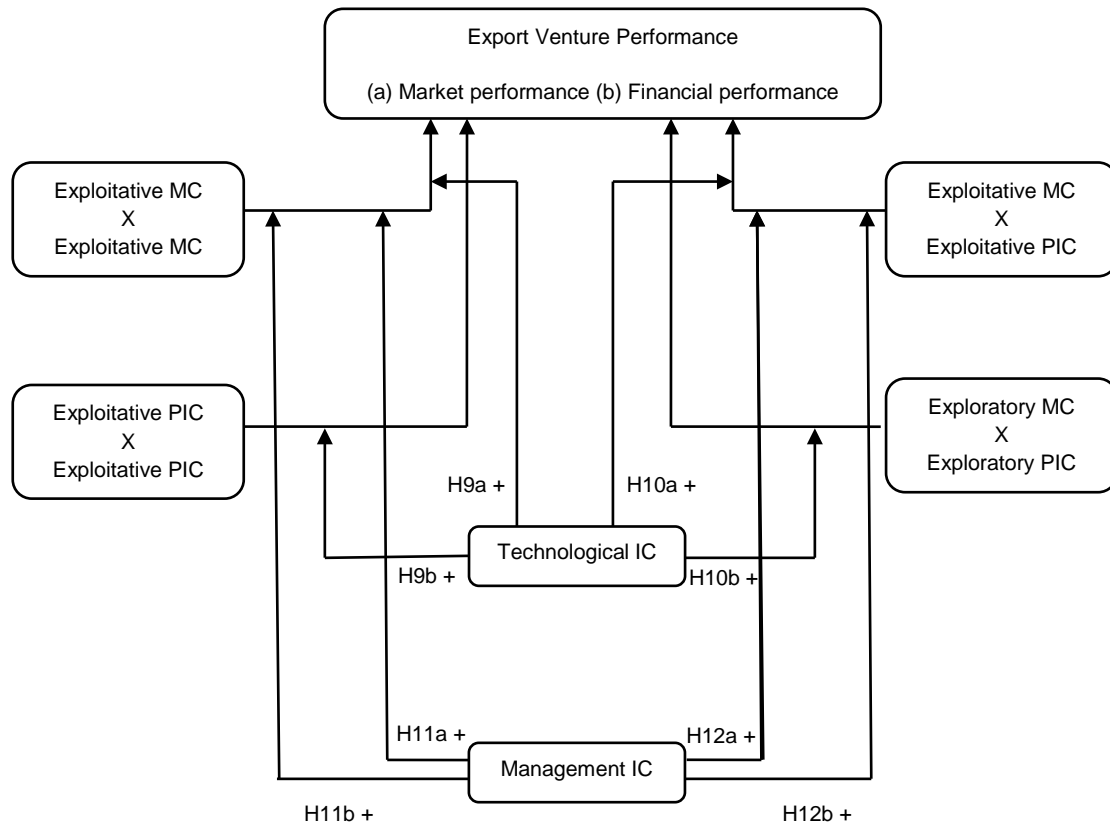 Export Venture Performance
(a) Market performance (b) Financial performance
Exploitative MC
X
Exploitative MC
Exploitative MC
X
Exploitative PIC
Exploitative PIC
X
Exploitative PIC
Exploratory MC
X
Exploratory PIC
H9a +
H10a +
Technological IC
H9b +
H10b +
H11a +
H12a +
Management IC
H11b +
H12b +